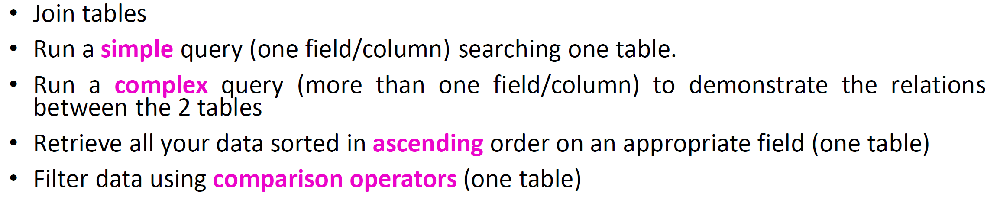 • Join tables
• Run a simple query (one field/column) searching one table.
• Run a complex query (more than one field/column) to demonstrate the relations
between the 2 tables
• Retrieve all your data sorted in ascending order on an appropriate field (one table)
• Filter data using comparison operators (one table)